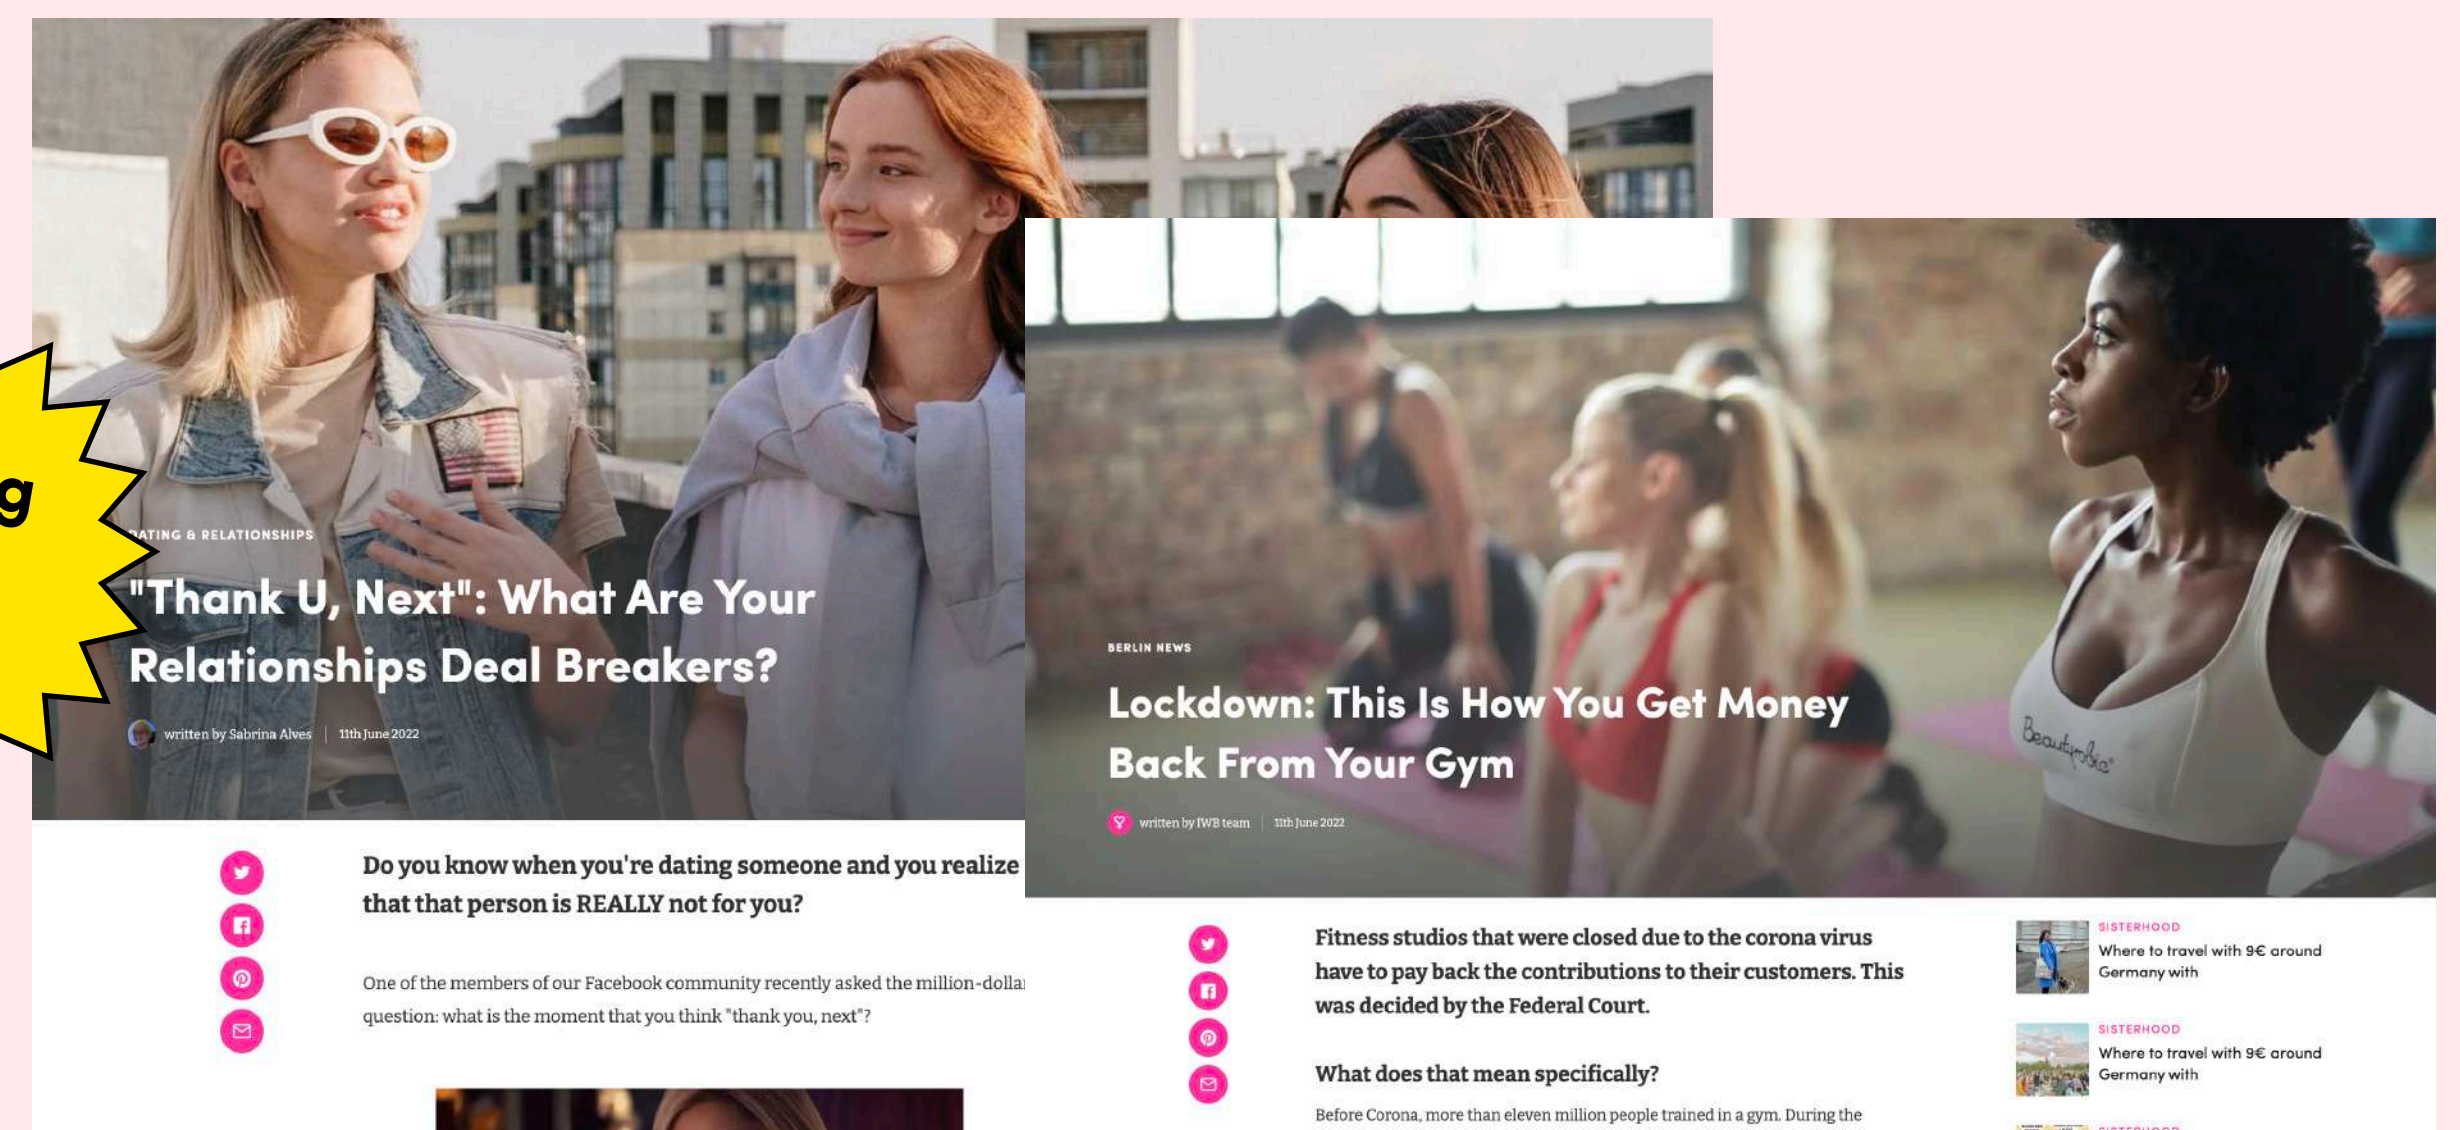 g
DATING & RELATIONSHIPS
"Thank U, Next": What Are Your
Relationships Deal Breakers?
written by Sabrina Alves | 11th June 2022
Do you know when you're dating someone and you realize
that that person is REALLY not for you?
One of the members of our Facebook community recently asked the million-dollar
question: what is the moment that you think "thank you, next"?
Beautyrobic®
BERLIN NEWS
Lockdown: This Is How You Get Money
Back From Your Gym
written by IWB team | 11th June 2022
Fitness studios that were closed due to the corona virus
have to pay back the contributions to their customers. This
was decided by the Federal Court.
What does that mean specifically?
Before Corona, more than eleven million people trained in a gym. During the
SISTERHOOD
Where to travel with 9€ around
Germany with
SISTERHOOD
Where to travel with 9€ around
Germany with
SISTERHOOD